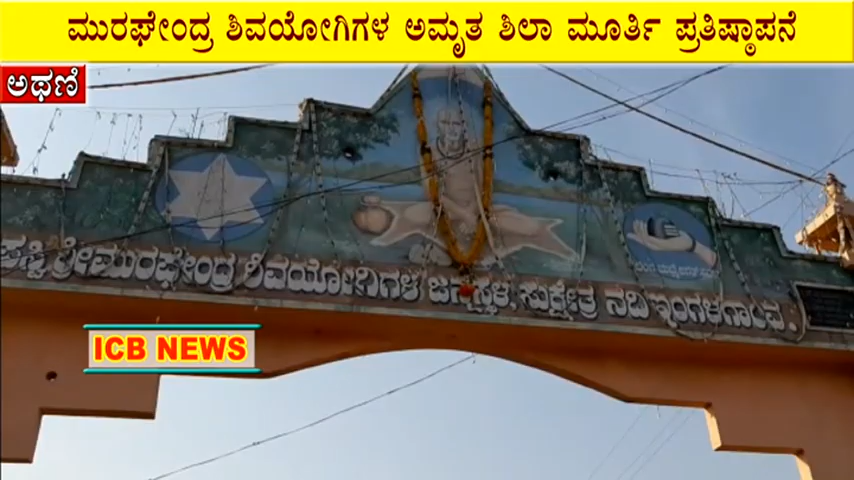 ಮುರಘೇಂದ್ರ ಶಿವಯೋಗಿಗಳ ಅಮೃತ ಶಿಲಾ ಮೂರ್ತಿ ಪ್ರತಿಷ್ಠಾಪನೆ
ಅಥಣಿ
ಶ್ರೀಮುರಘೇಂದ್ರ ಶಿವಯೋಗಿಗಳ ಜನ್ಮಸ್ಥಳ, ಸುಕ್ಷೇತ್ರ ನದಿಇಂಗಳಗಾಂವ.
ICB NEWS